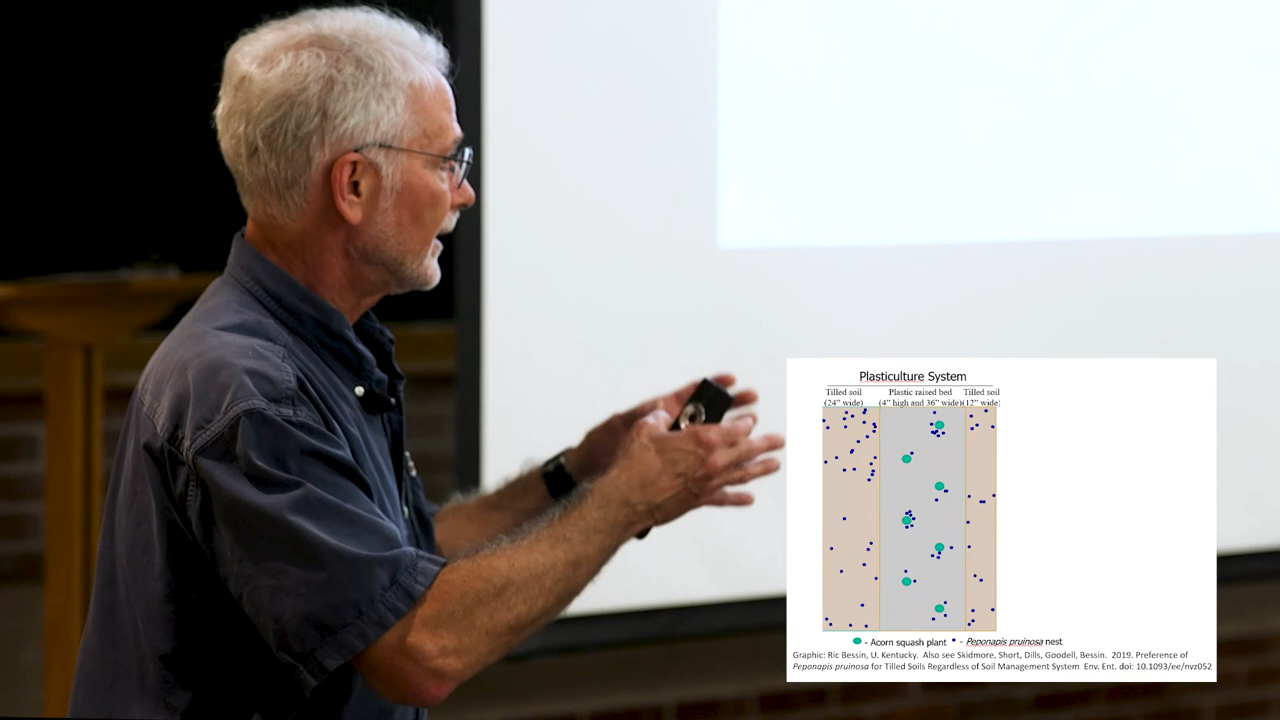 Plasticulture System
Tilled soil Plastic raised bed Tilled soil
(24" wide) (4" high and 36" wide) (12" wide)
- Acorn squash plant - Peponapis pruinosa nest
Graphic: Ric Bessin, U. Kentucky. Also see Skidmore, Short, Dills, Goodell, Bessin. 2019. Preference of
Peponapis pruinosa for Tilled Soils Regardless of Soil Management System Env. Ent. doi: 10.1093/ee/nvz052